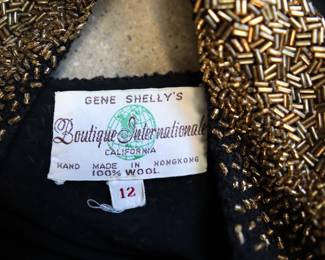 GENE SHELLY'S
Boutique Internationale
CALIFORNIA
HAND MADE IN HONGKONG
100% WOOL
12